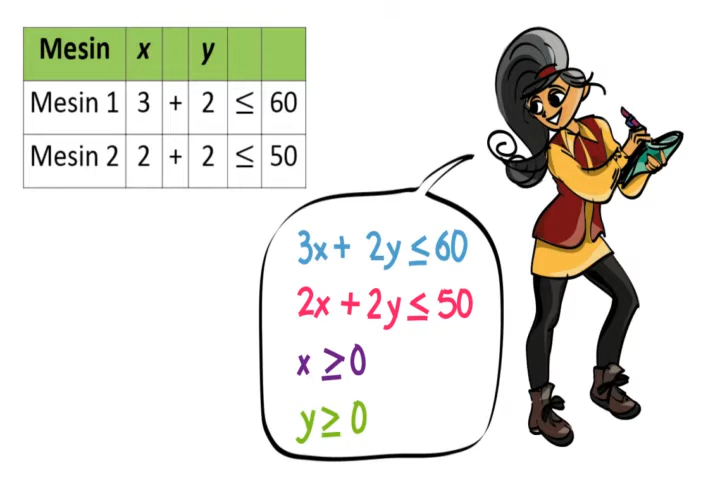 Mesin x y
Mesin 1 3 + 2 ≤ 60
Mesin 2 2 + 2 ≤ 50
3x + 2y ≤ 60
2x + 2y ≤ 50
x ≥ 0
y ≥ 0